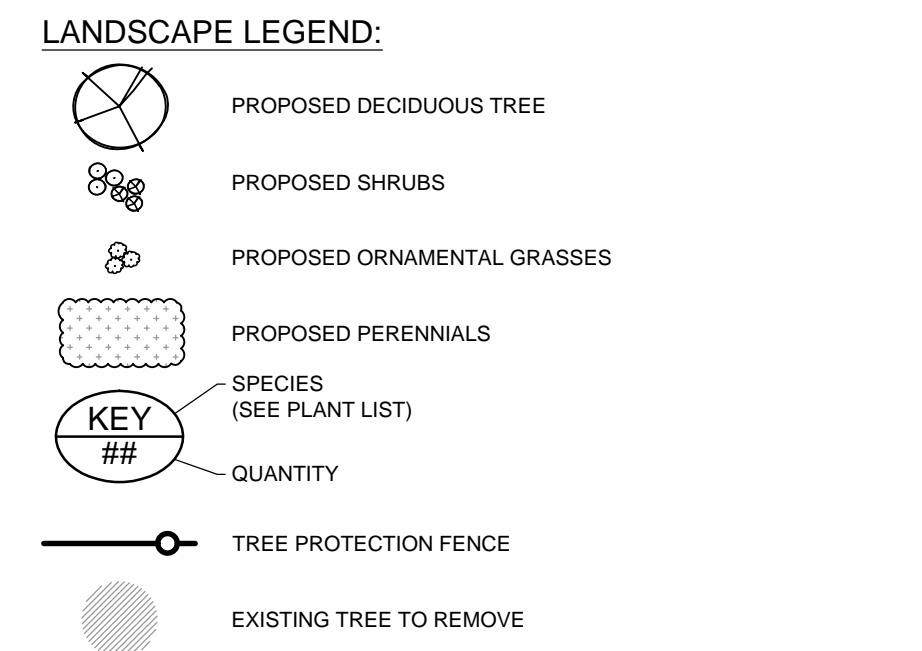 LANDSCAPE LEGEND:
PROPOSED DECIDUOUS TREE
PROPOSED SHRUBS
PROPOSED ORNAMENTAL GRASSES
PROPOSED PERENNIALS
SPECIES
(SEE PLANT LIST)
KEY
##
QUANTITY
TREE PROTECTION FENCE
EXISTING TREE TO REMOVE